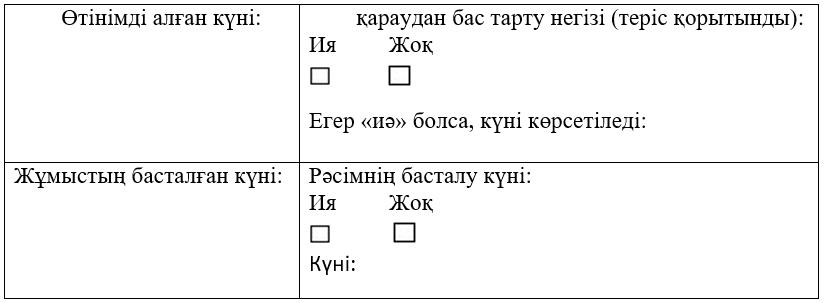 Өтінімді алған күні:
қараудан бас тарту негізі (теріс қорытынды):
Ия Жоқ
☐ ☐
Егер «иә» болса, күні көрсетіледі:
Жұмыстың басталған күні:
Рәсімнің басталу күні:
Ия Жоқ
☐ ☐
Күні: